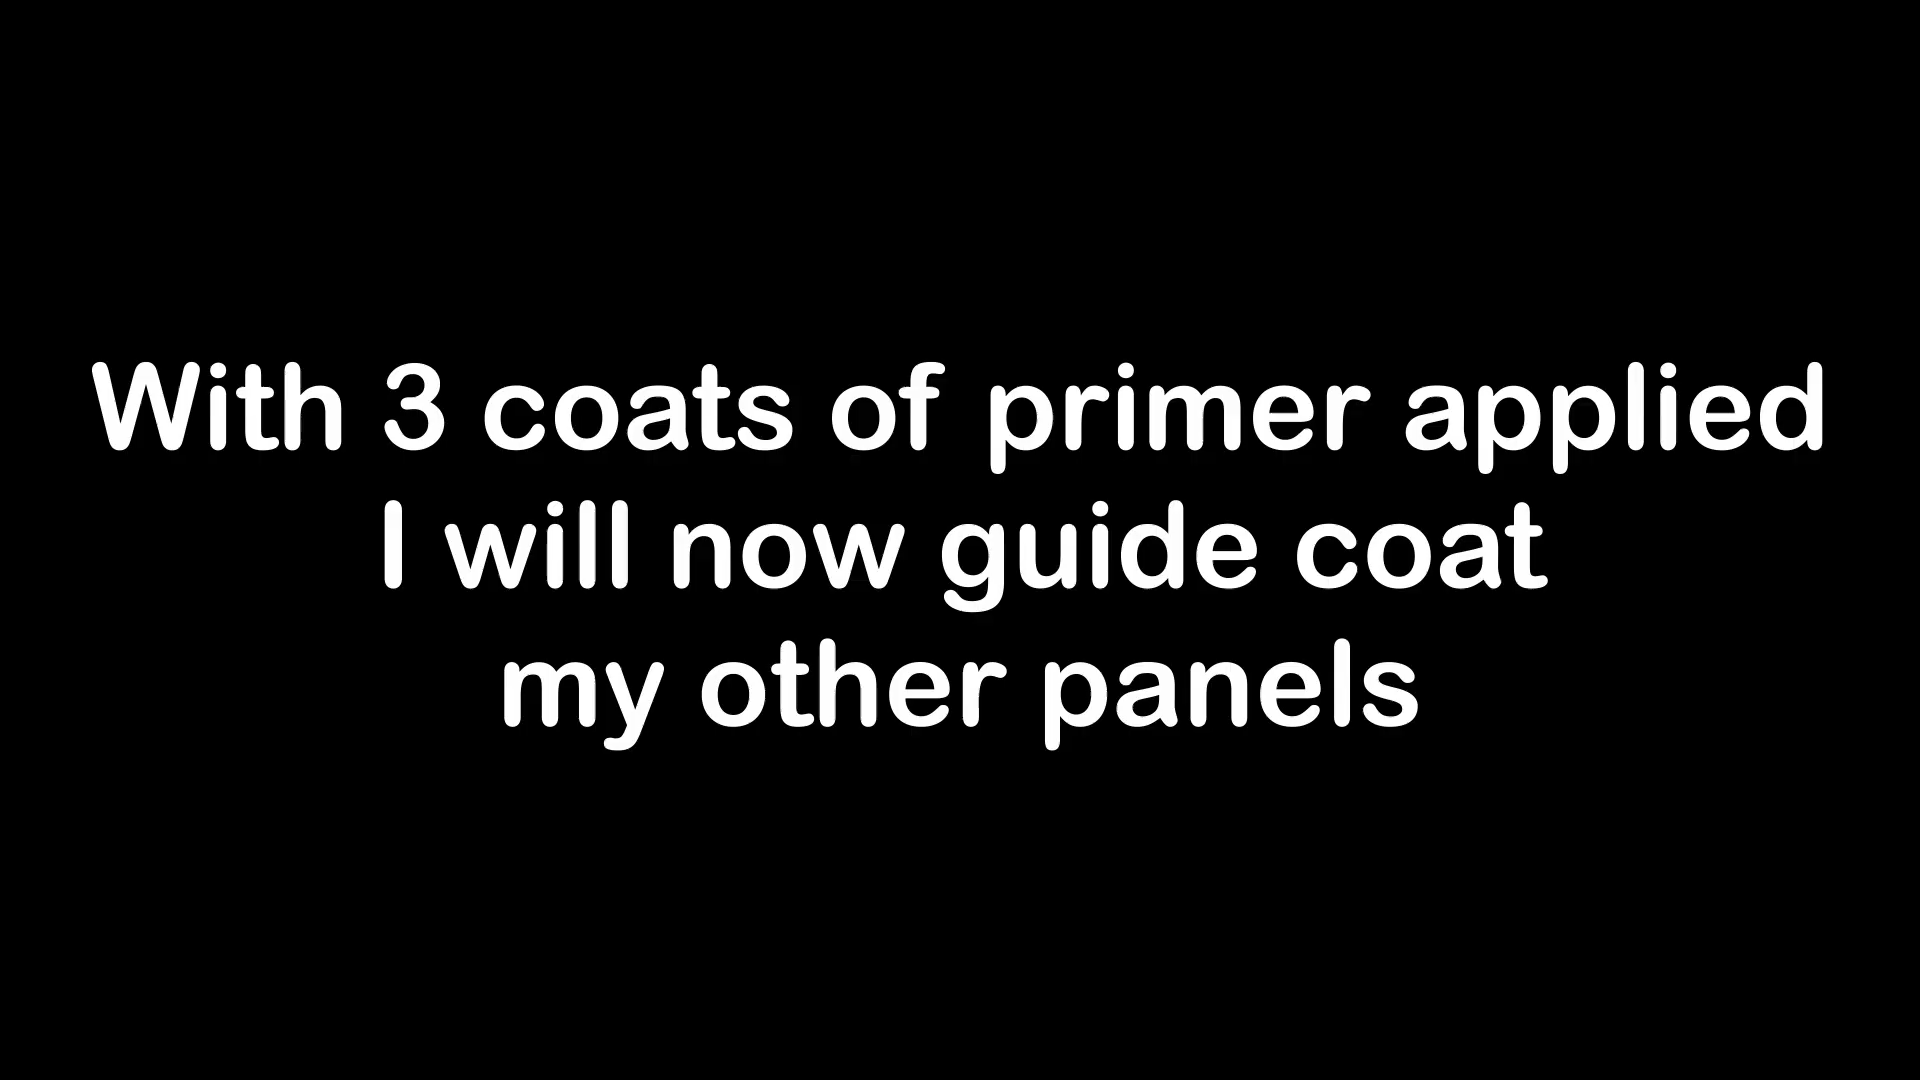 With 3 coats of primer applied
I will now guide coat
my other panels